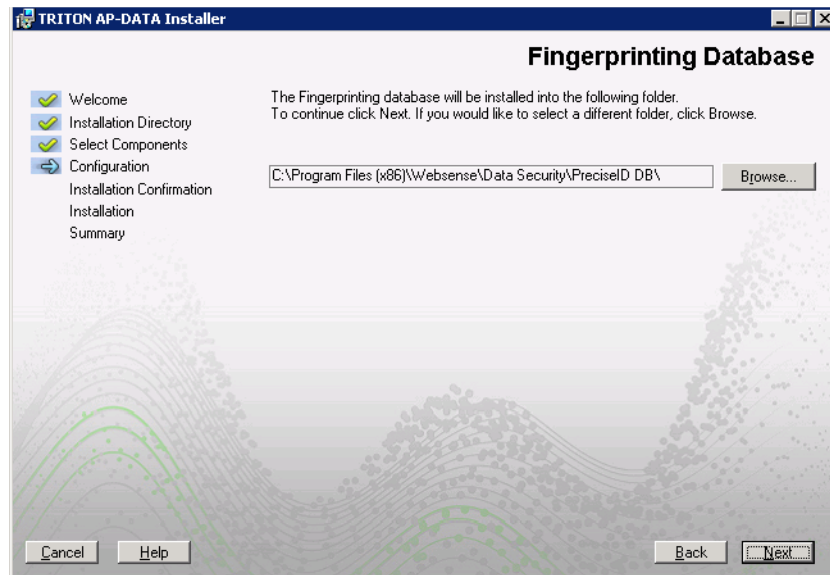 TRITON AP-DATA Installer
Fingerprinting Database
Welcome
Installation Directory
Select Components
Configuration
Installation Confirmation
Installation
Summary
The Fingerprinting database will be installed into the following folder.
To continue click Next. If you would like to select a different folder, click Browse.
C:\Program Files (x86)\Websense\Data Security\PreciseID DB\
Browse...
Cancel
Help
Back
Next